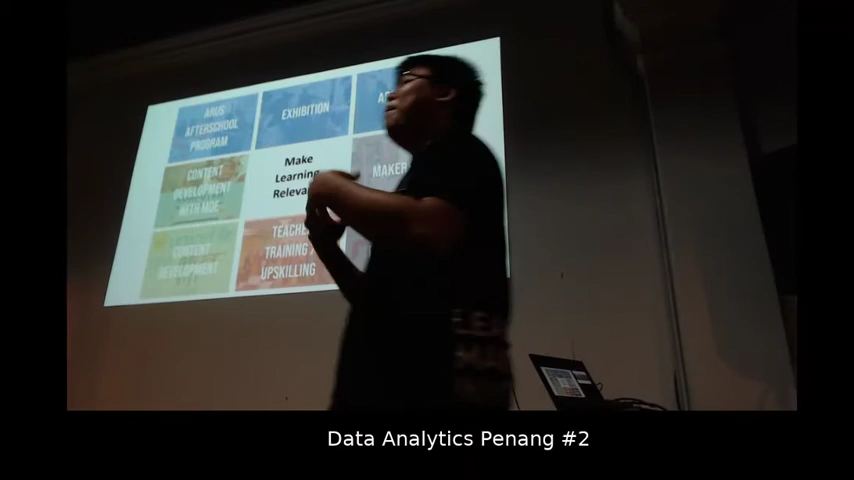 ARUS
AFTERSCHOOL
PROGRAM
EXHIBITION
CONTENT
DEVELOPMENT
WITH MOE
Make
Learning
MAKER
CONTENT
DEVELOPMENT
TRAINING
UPSKILLING
Data Analytics Penang #2